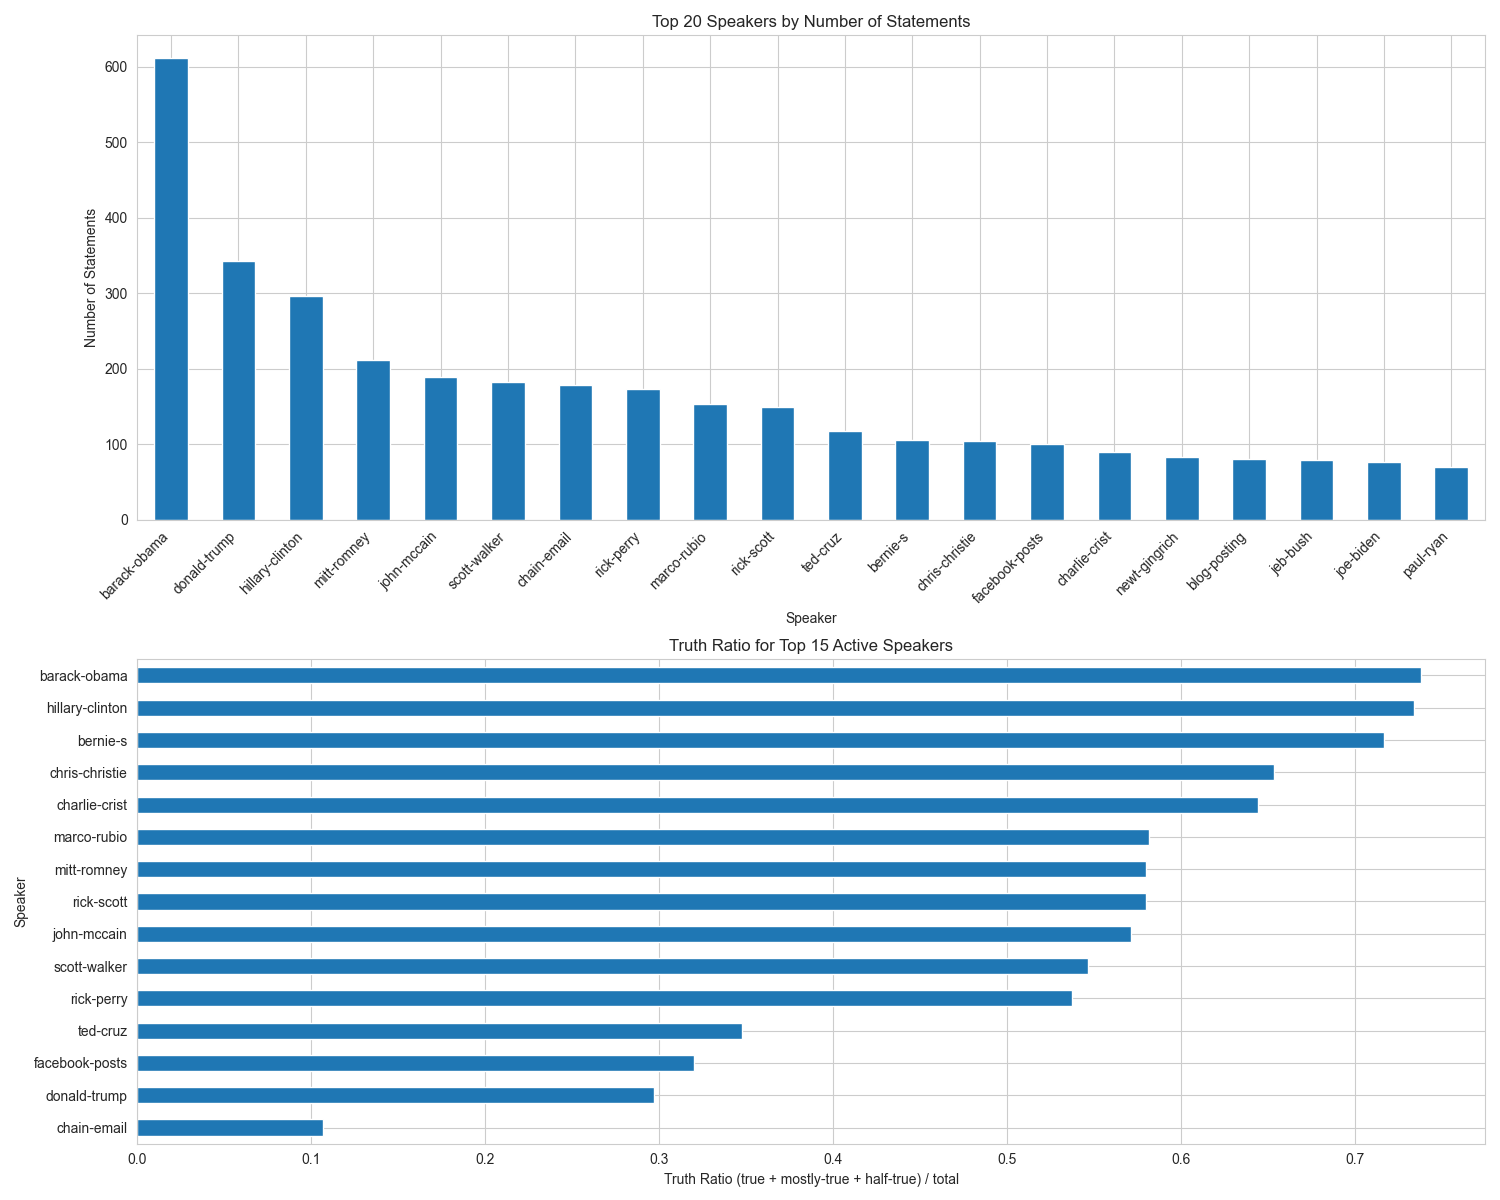 Top 20 Speakers by Number of Statements
Number of Statements
600
500
400
300
200
100
0
barack-obama
donald-trump
hillary-clinton
mitt-romney
john-mccain
scott-walker
chain-email
rick-perry
marco-rubio
rick-scott
ted-cruz
bernie-s
chris-christie
facebook-posts
charlie-crist
newt-gingrich
blog-posting
jeb-bush
joe-biden
paul-ryan
Speaker
Truth Ratio for Top 15 Active Speakers
Speaker
barack-obama
hillary-clinton
bernie-s
chris-christie
charlie-crist
marco-rubio
mitt-romney
rick-scott
john-mccain
scott-walker
rick-perry
ted-cruz
facebook-posts
donald-trump
chain-email
0.0 0.1 0.2 0.3 0.4 0.5 0.6 0.7
Truth Ratio (true + mostly-true + half-true) / total